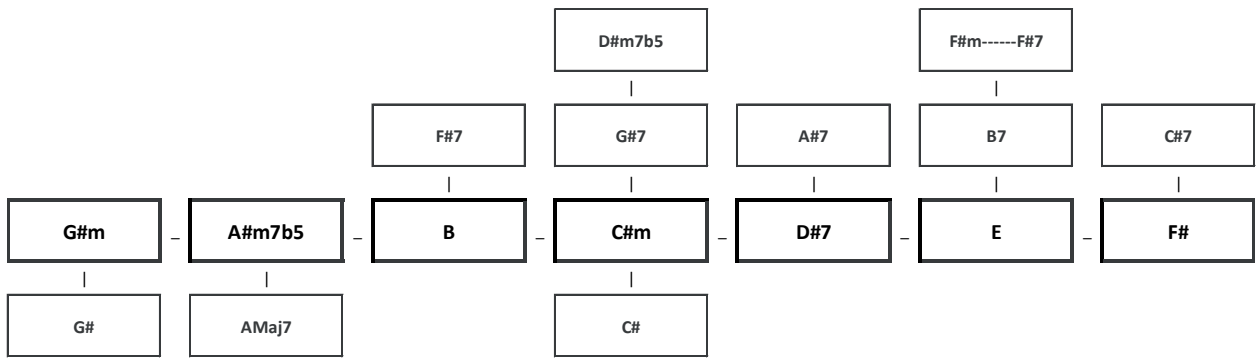 D#m7b5 F#m------F#7
| |
F#7 G#7 A#7 B7 C#7
| | | | |
G#m _ A#m7b5 _ B _ C#m _ D#7 _ E _ F#
| | |
G# AMaj7 C#